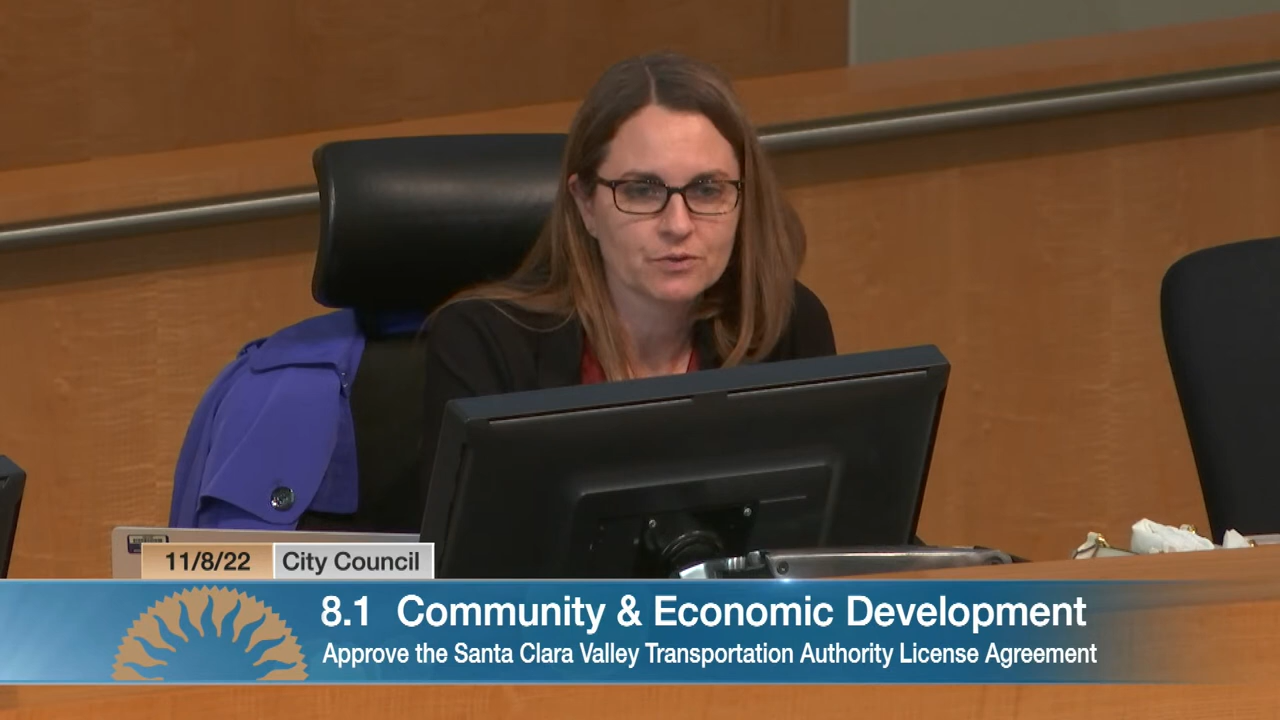 11/8/22 City Council
8.1 Community & Economic Development
Approve the Santa Clara Valley Transportation Authority License Agreement